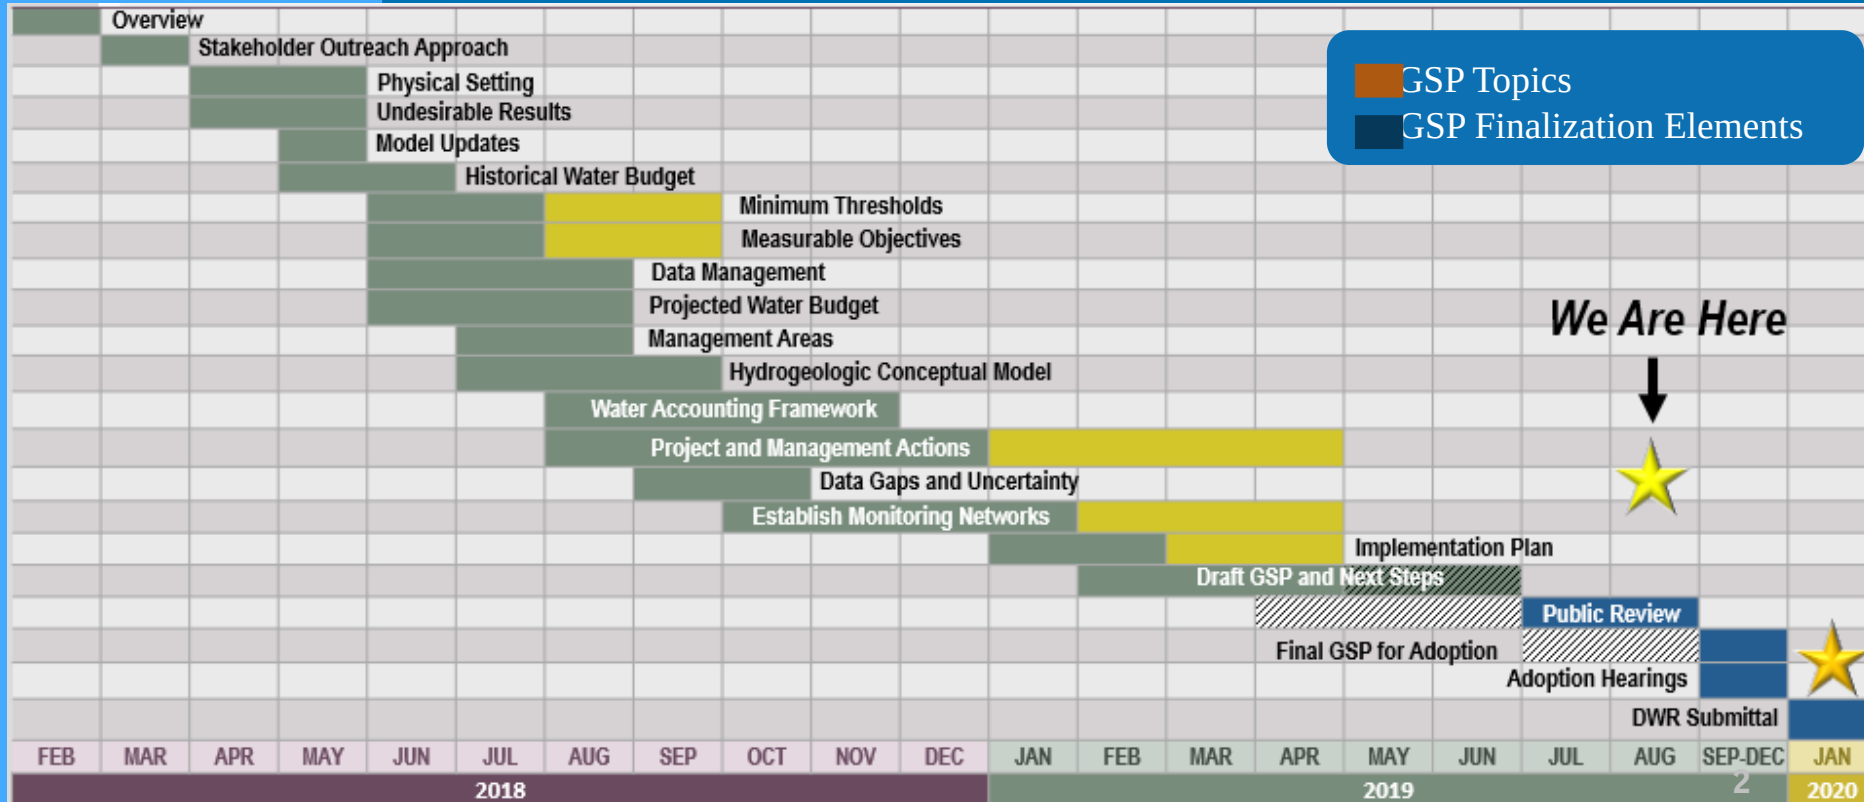 Overview
Stakeholder Outreach Approach
GSP Topics
GSP Finalization Elements
Physical Setting
Undesirable Results
Model Updates
Historical Water Budget
Minimum Thresholds
Measurable Objectives
Data Management
Projected Water Budget
We Are Here
Management Areas
Hydrogeologic Conceptual Model
Water Accounting Framework
Project and Management Actions
Data Gaps and Uncertainty
Establish Monitoring Networks
Implementation Plan
Draft GSP and Next Steps
Public Review
Final GSP for Adoption
Adoption Hearings
DWR Submittal
FEB MAR APR MAY JUN JUL AUG SEP OCT NOV DEC JAN FEB MAR APR MAY JUN JUL AUG SEP-DEC JAN
2018 2019 2 2020